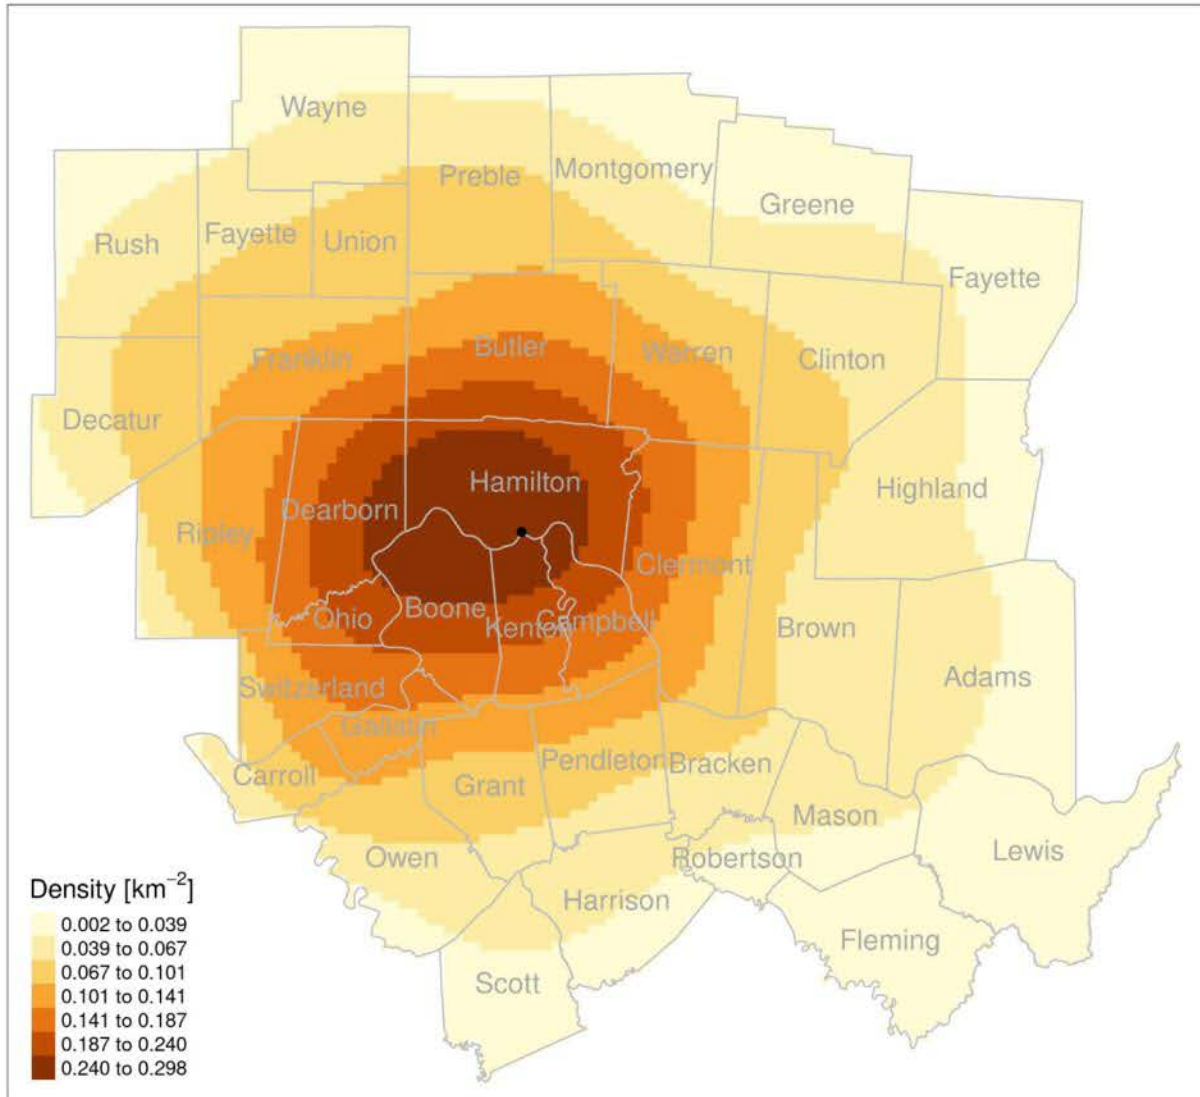 Wayne
Preble
Montgomery
Greene
Rush
Fayette
Union
Fayette
Franklin
Butler
Warren
Clinton
Decatur
Hamilton
Highland
Dearborn
Ripley
Clermont
Ohio
Boone
Kenton
Campbell
Brown
Adams
Switzerland
Gallatin
Carroll
Grant
Pendleton
Bracken
Mason
Owen
Robertson
Lewis
Harrison
Fleming
Scott
Density [km⁻²]
0.002 to 0.039
0.039 to 0.067
0.067 to 0.101
0.101 to 0.141
0.141 to 0.187
0.187 to 0.240
0.240 to 0.298